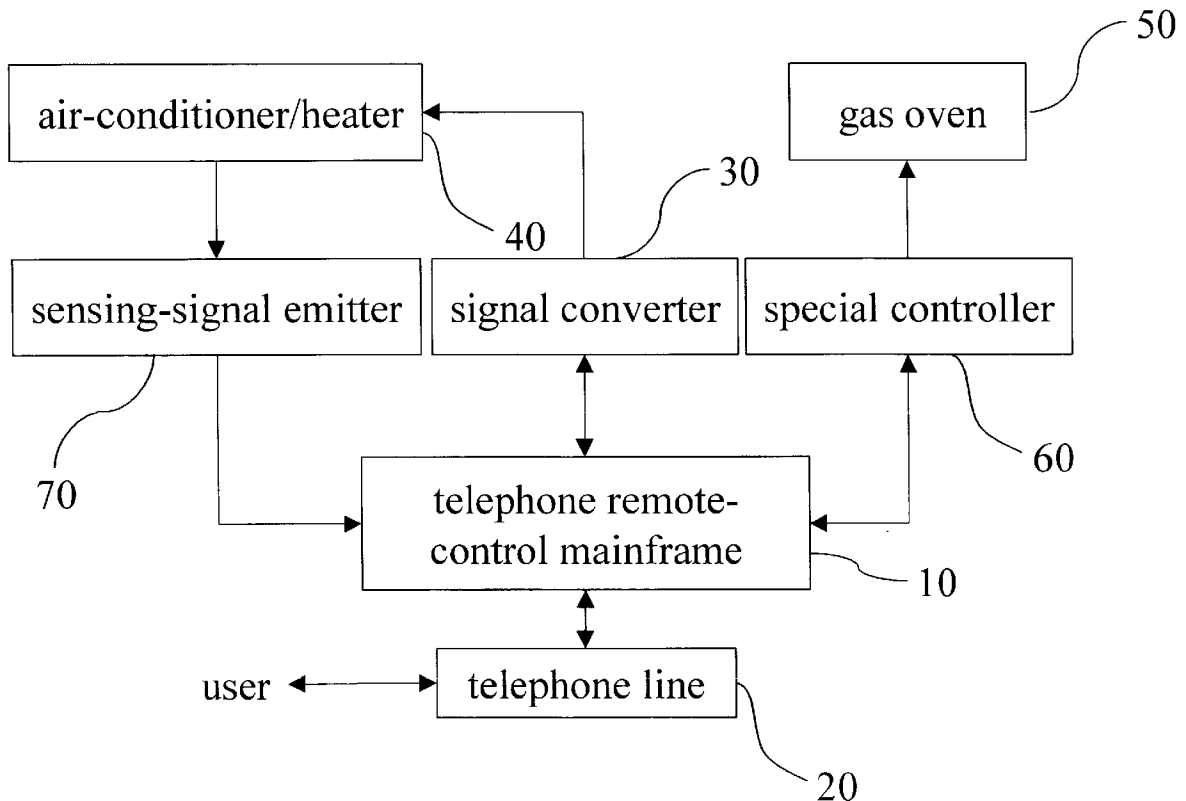 50
air-conditioner/heater
gas oven
30
40
sensing-signal emitter
signal converter
special controller
60
70
telephone remote-
control mainframe
10
user
telephone line
20